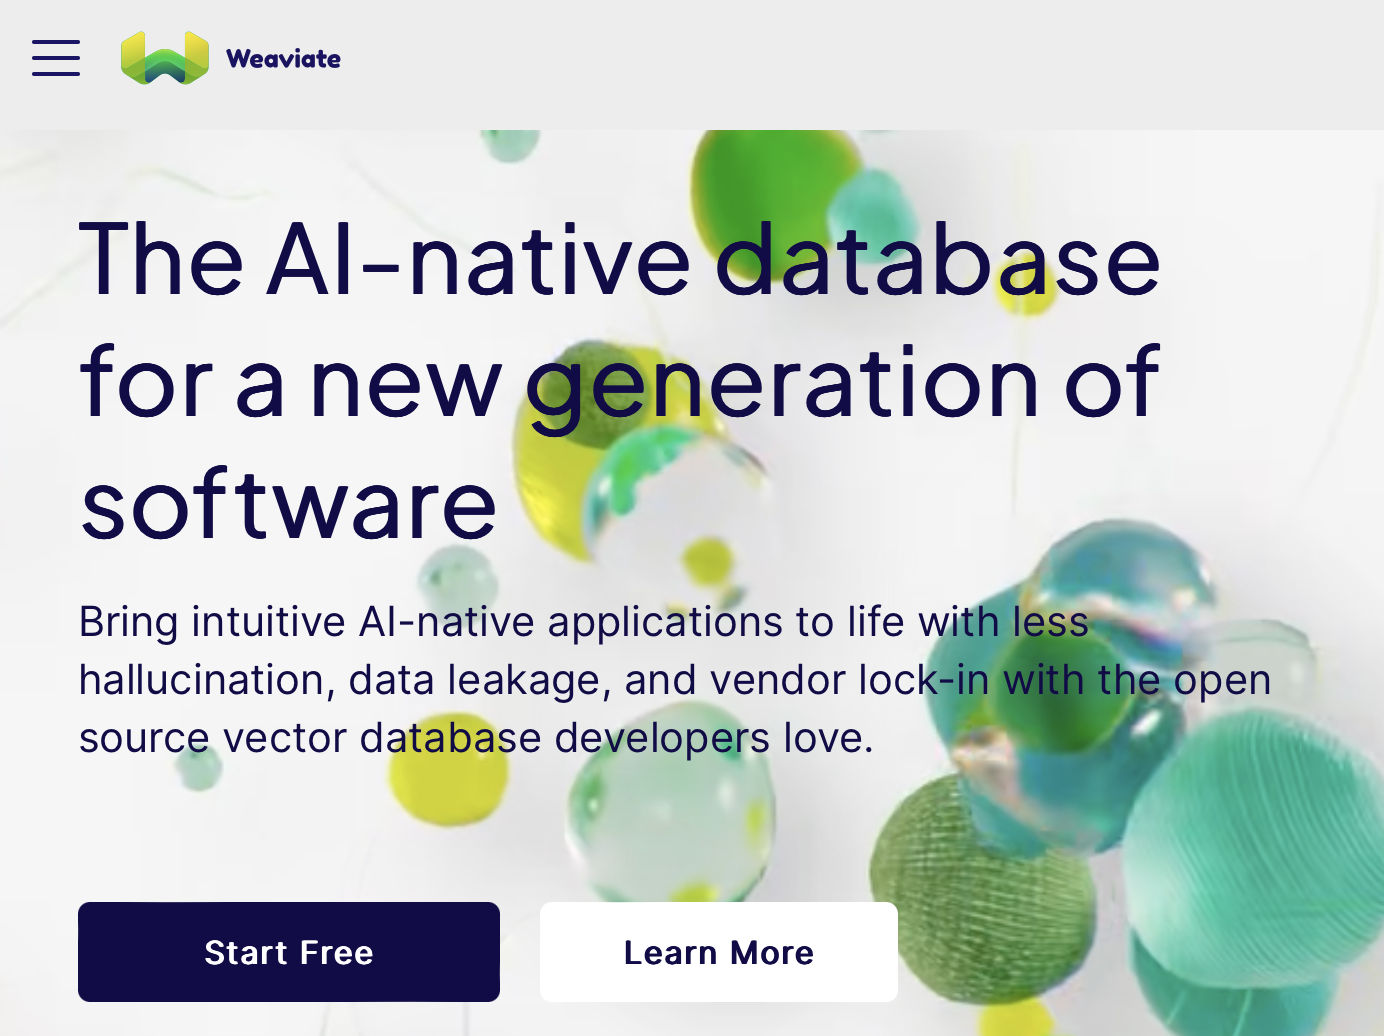 Weaviate
The AI-native database
for a new generation of
software
Bring intuitive AI-native applications to life with less
hallucination, data leakage, and vendor lock-in with the open
source vector database developers love.
Start Free
Learn More